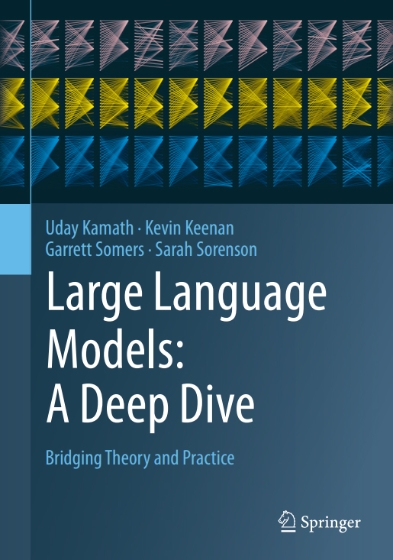 Uday Kamath · Kevin Keenan
Garrett Somers · Sarah Sorenson
Large Language
Models:
A Deep Dive
Bridging Theory and Practice
Springer